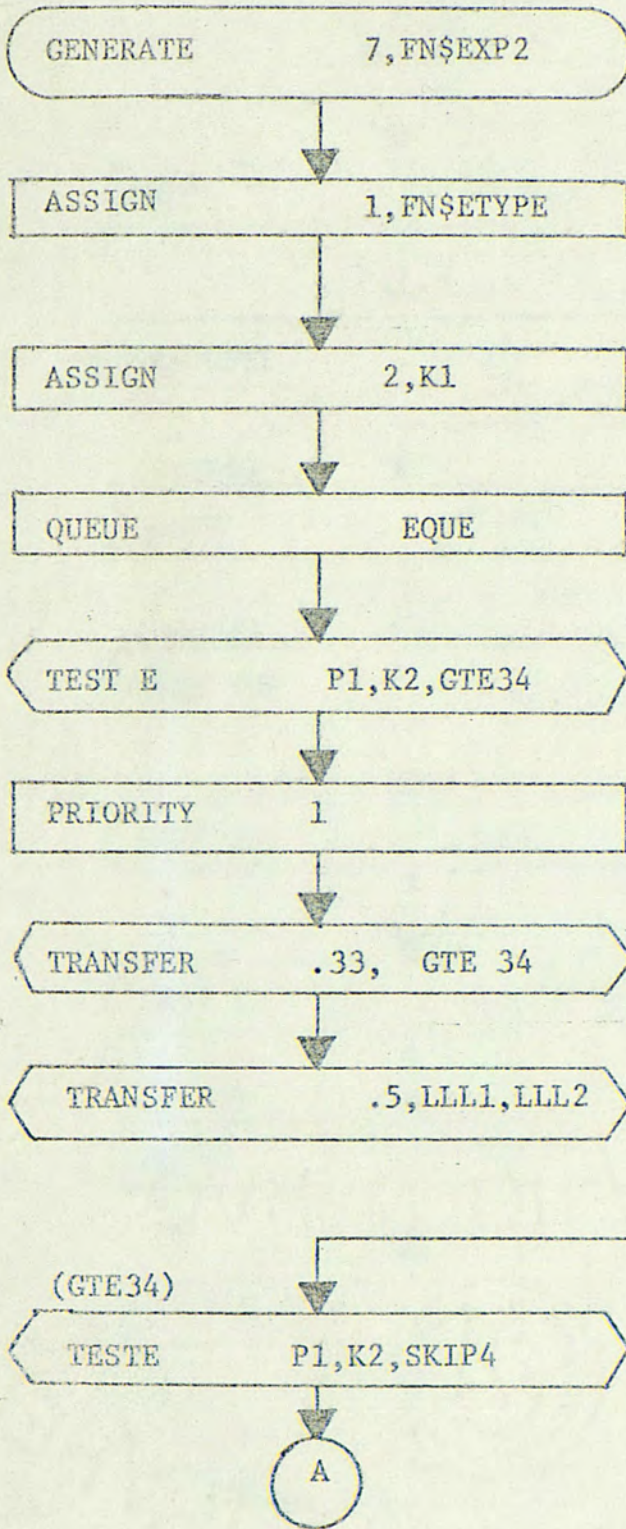 GENERATE 7,FN$EXP2
ASSIGN 1,FN$ETYPE
ASSIGN 2,K1
QUEUE EQUE
TEST E P1,K2,GTE34
PRIORITY 1
TRANSFER .33, GTE 34
TRANSFER .5,LLL1,LLL2
(GTE34)
TESTE P1,K2,SKIP4
A